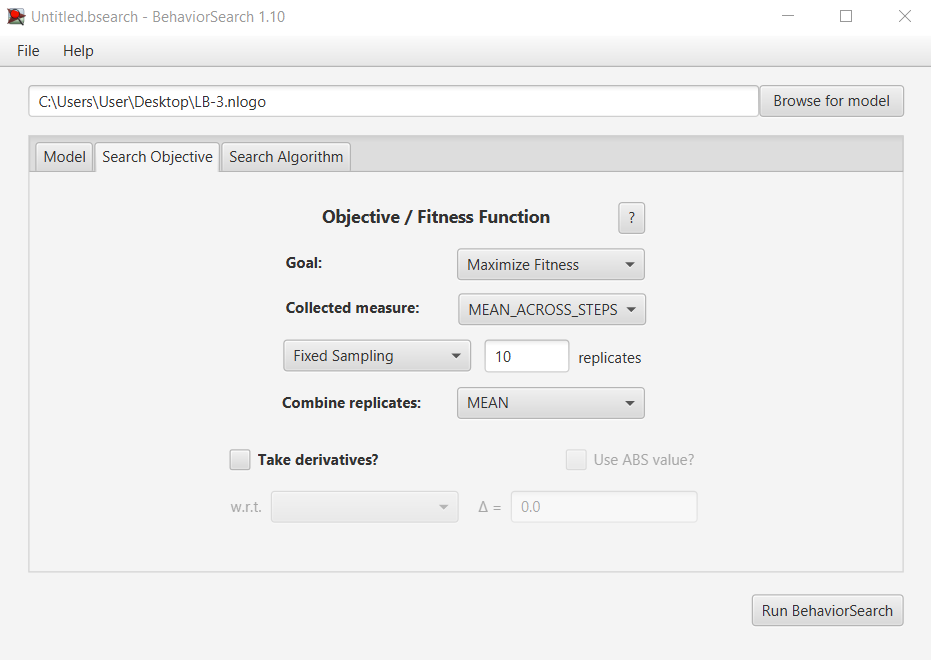 Untitled.bsearch - BehaviorSearch 1.10
File Help
C:\Users\User\Desktop\LB-3.nlogo Browse for model
Model Search Objective Search Algorithm
Objective / Fitness Function ?
Goal: Maximize Fitness
Collected measure: MEAN_ACROSS_STEPS
Fixed Sampling 10 replicates
Combine replicates: MEAN
Take derivatives? Use ABS value?
w.r.t. Δ = 0.0
Run BehaviorSearch